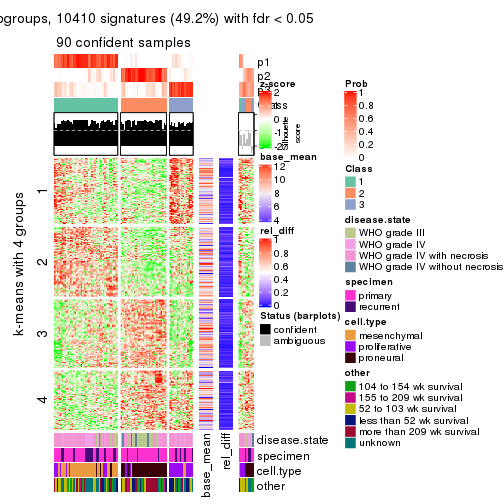 ogroups, 10410 signatures (49.2%) with fdr < 0.05
90 confident samples
p1
p2
z-score
2
1
0
-1
-2
Silhouette
score
base_mean
12
10
8
6
4
rel_diff
1
0.8
0.6
0.4
0.2
0
Status (barplots)
confident
ambiguous
k-means with 4 groups
1
2
3
4
base_mean
rel_diff
disease.state
specimen
cell.type
other
Prob
1
0.8
0.6
0.4
0.2
0
Class
1
2
3
disease.state
WHO grade III
WHO grade IV
WHO grade IV with necrosis
WHO grade IV without necrosis
specimen
primary
recurrent
cell.type
mesenchymal
proliferative
proneural
other
104 to 154 wk survival
155 to 209 wk survival
52 to 103 wk survival
less than 52 wk survival
more than 209 wk survival
unknown